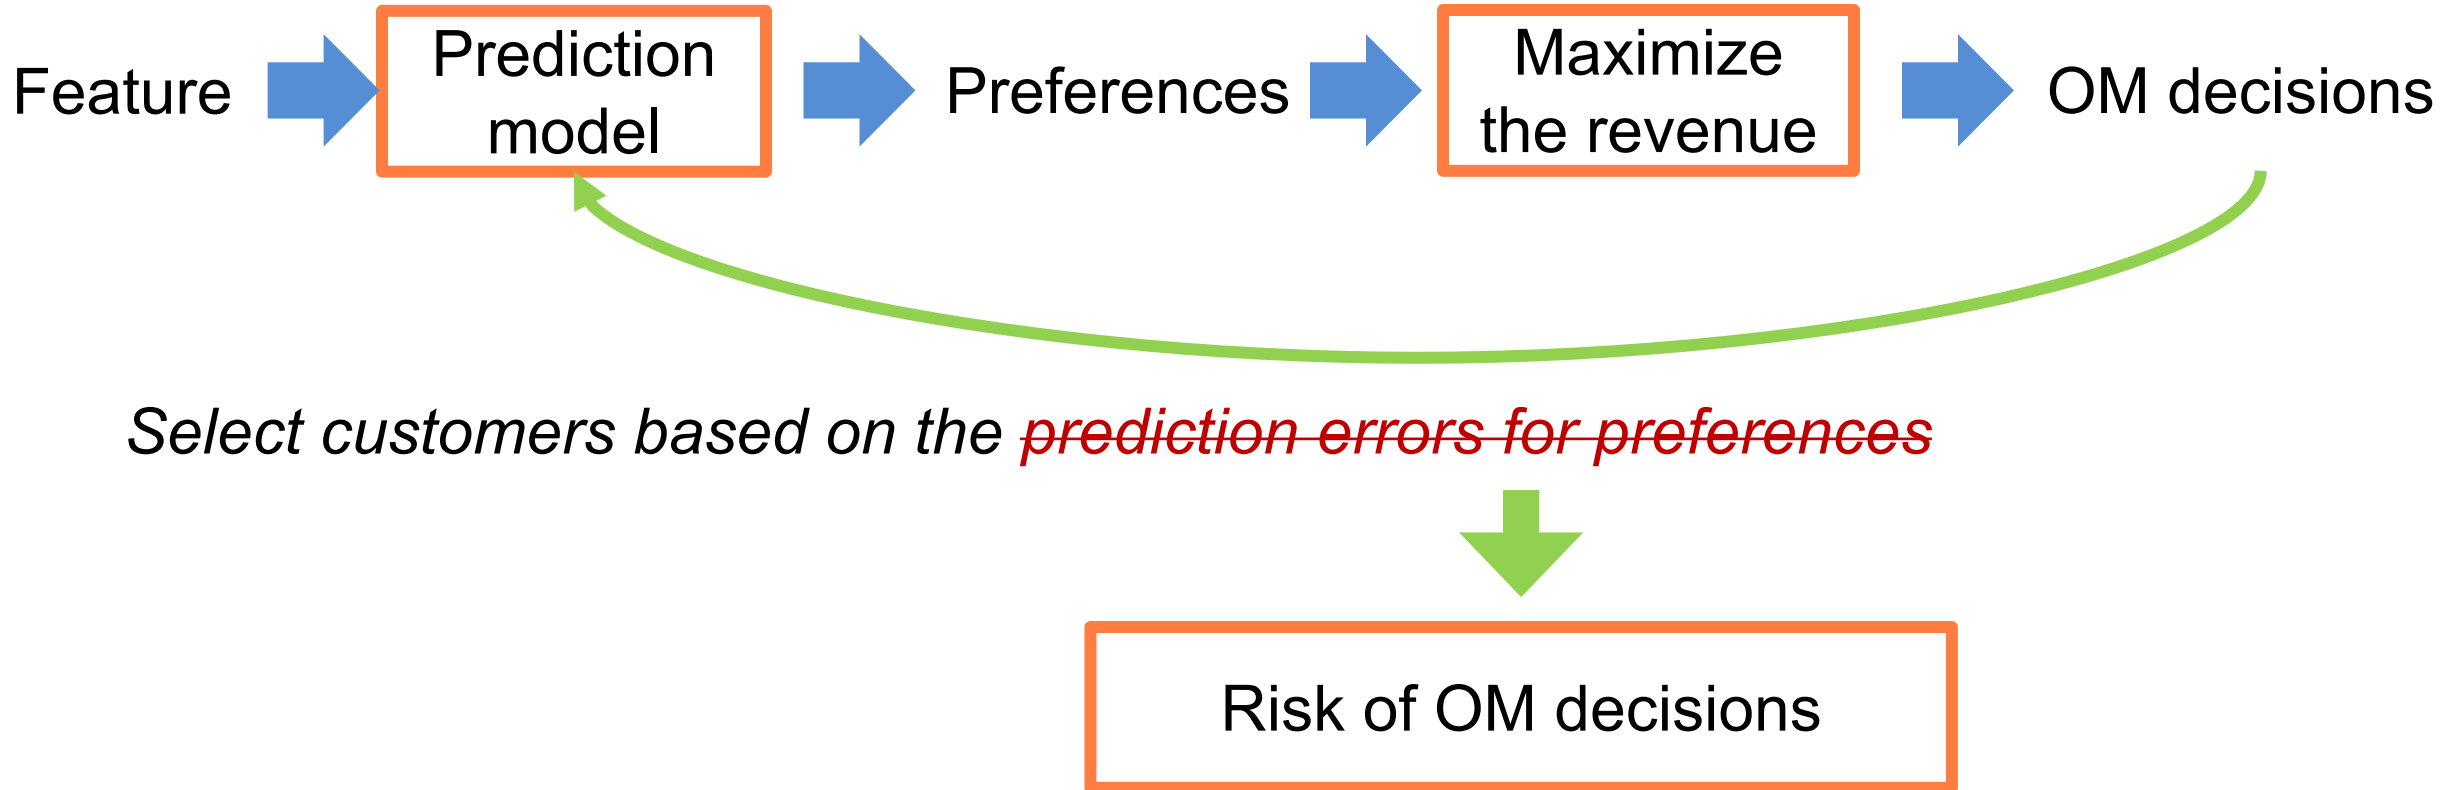 Feature
Prediction
model
Preferences
Maximize
the revenue
OM decisions
Select customers based on the prediction errors for preferences
Risk of OM decisions